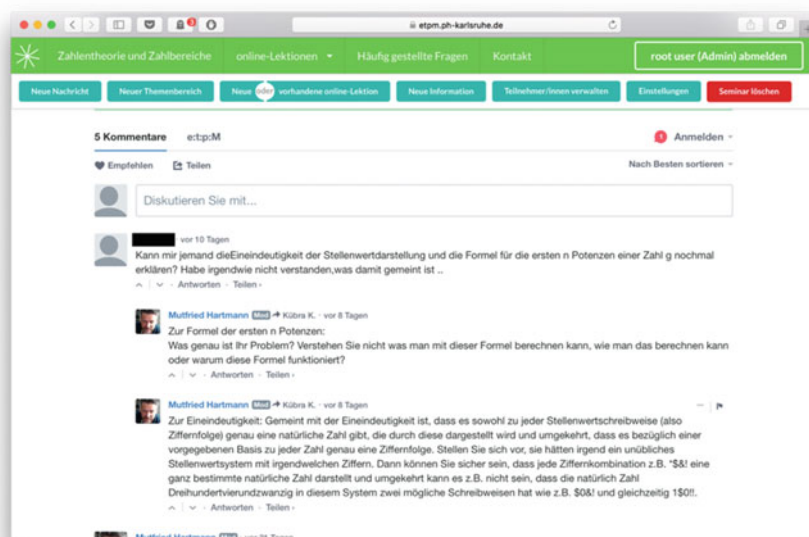 etpm.ph-karlsruhe.de
Zahlentheorie und Zahlbereiche online-Lektionen Häufig gestellte Fragen Kontakt root user (Admin) abmelden
Neue Nachricht Neuer Themenbereich Neue oder vorhandene online-Lektion Neue Information Teilnehmer/innen verwalten Einstellungen Seminar löschen
5 Kommentare e:t:p:M 1 Anmelden
Empfehlen Teilen Nach Besten sortieren
Diskutieren Sie mit...
vor 10 Tagen
Kann mir jemand dieEineindeutigkeit der Stellenwertdarstellung und die Formel für die ersten n Potenzen einer Zahl g nochmal
erklären? Habe irgendwie nicht verstanden,was damit gemeint ist ..
Antworten · Teilen ›
Mutfried Hartmann Mod Kübra K. · vor 8 Tagen
Zur Formel der ersten n Potenzen:
Was genau ist Ihr Problem? Verstehen Sie nicht was man mit dieser Formel berechnen kann, wie man das berechnen kann
oder warum diese Formel funktioniert?
Antworten · Teilen ›
Mutfried Hartmann Mod Kübra K. · vor 8 Tagen
Zur Eineindeutigkeit: Gemeint mit der Eineindeutigkeit ist, dass es sowohl zu jeder Stellenwertschreibweise (also
Ziffernfolge) genau eine natürliche Zahl gibt, die durch diese dargestellt wird und umgekehrt, dass es bezüglich einer
vorgegebenen Basis zu jeder Zahl genau eine Ziffernfolge. Stellen Sie sich vor, sie hätten irgend ein unübliches
Stellenwertsystem mit irgendwelchen Ziffern. Dann können Sie sicher sein, dass jede Ziffernkombination z.B. "$&! eine
ganz bestimmte natürliche Zahl darstellt und umgekehrt kann es z.B. nicht sein, dass die natürlich Zahl
Dreihundertvierundzwanzig in diesem System zwei mögliche Schreibweisen hat wie z.B. $0&! und gleichzeitig 1$0!!.
Antworten · Teilen ›
Mutfried Hartmann Mod